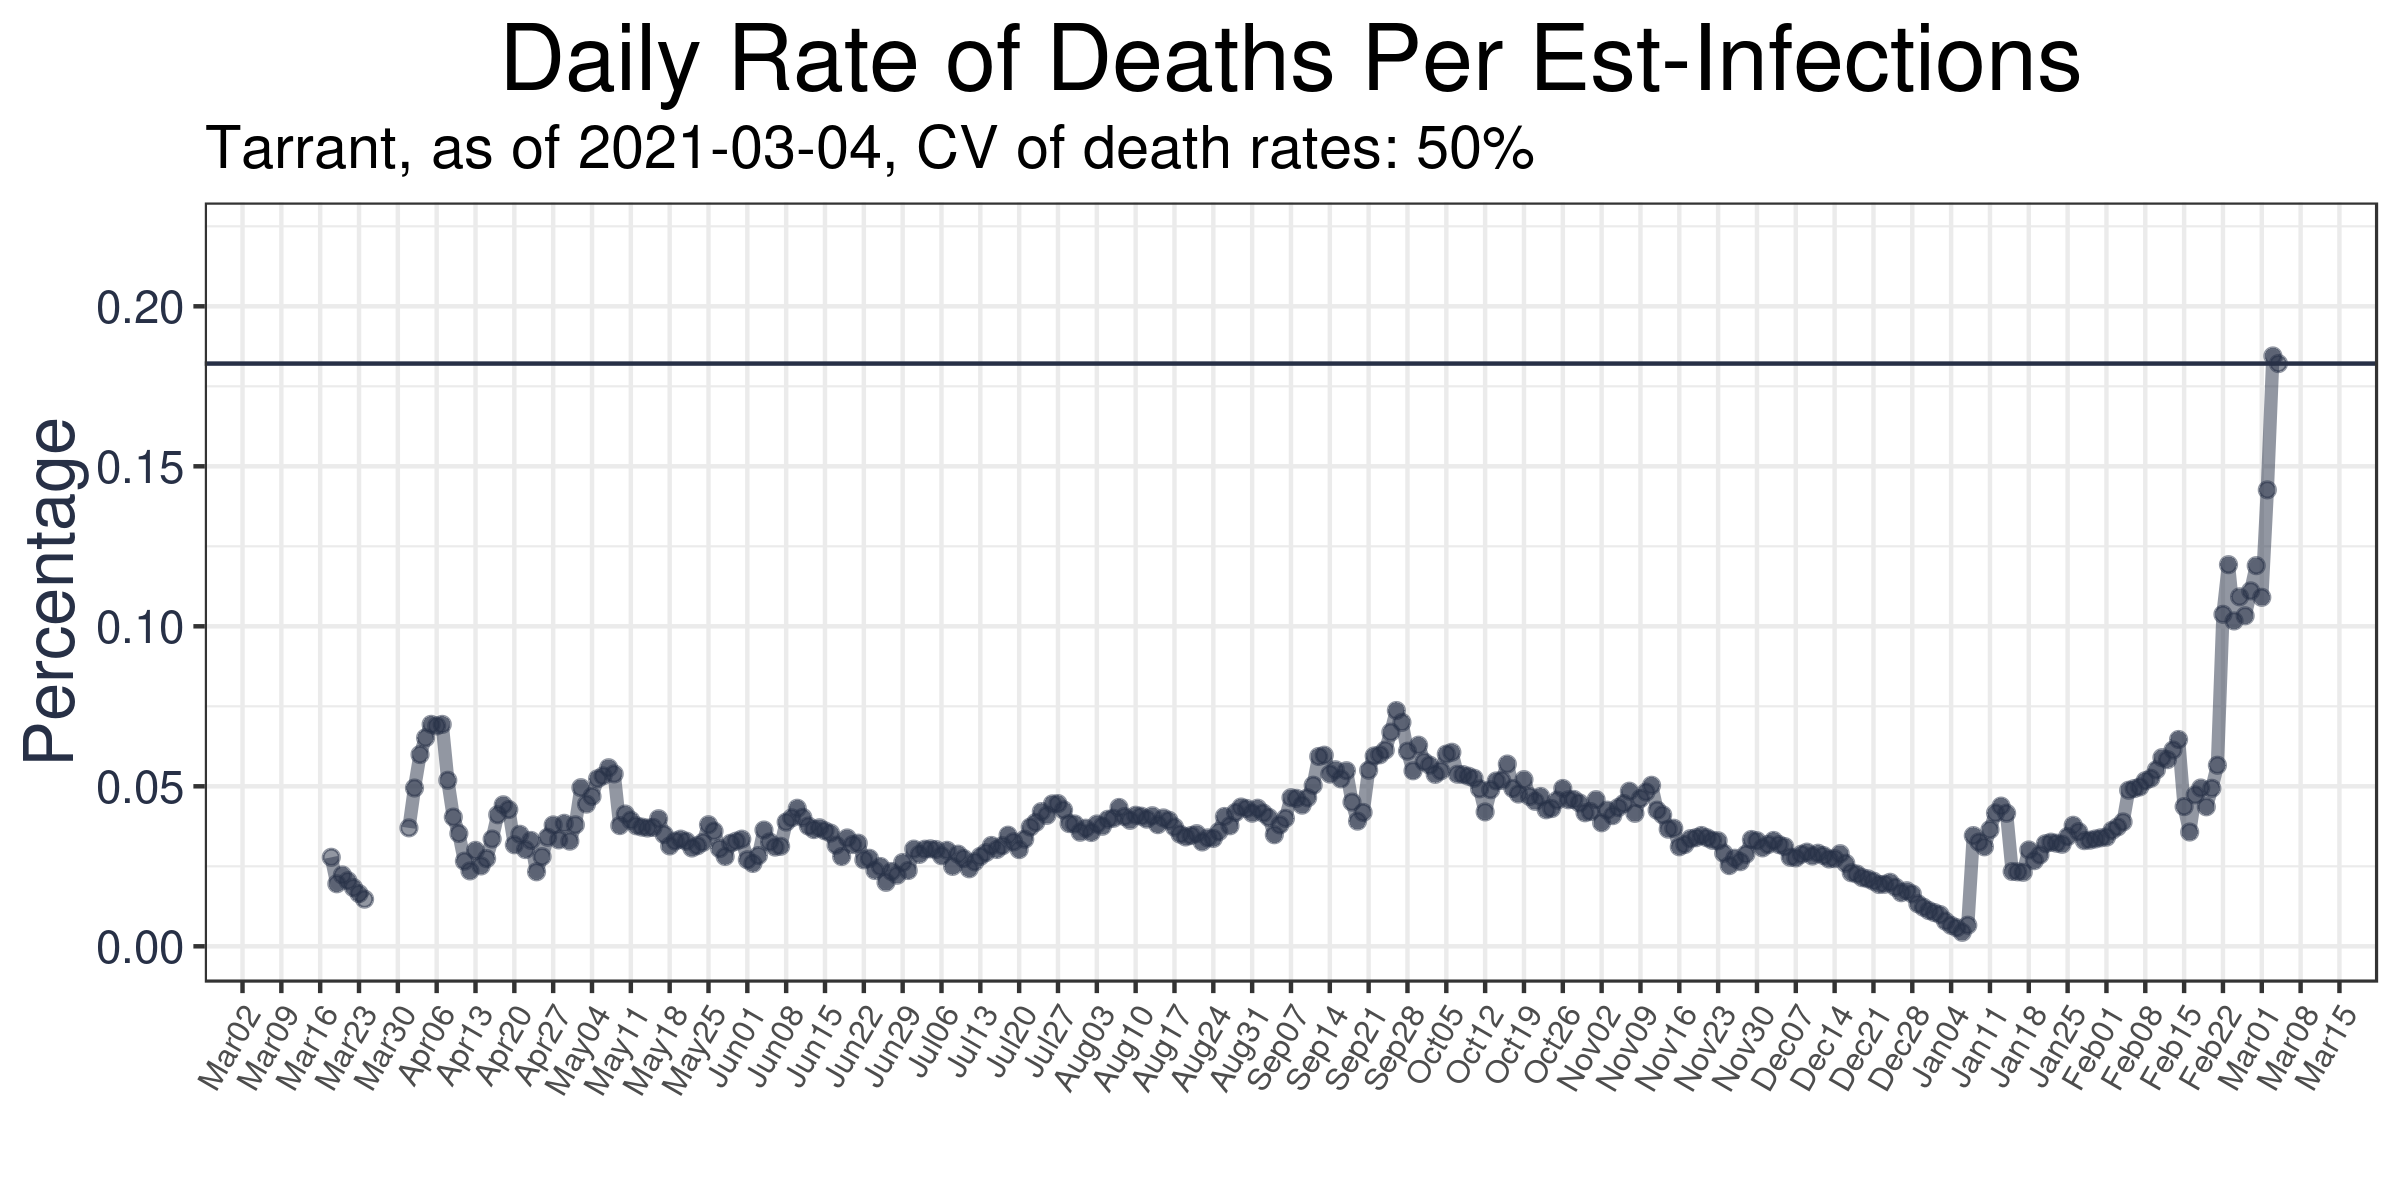 Daily Rate of Deaths Per Est-Infections
Tarrant, as of 2021-03-04, CV of death rates: 50%
Percentage
0.20
0.15
0.10
0.05
0.00
Mar02
Mar09
Mar16
Mar23
Mar30
Apr06
Apr13
Apr20
Apr27
May04
May11
May18
May25
Jun01
Jun08
Jun15
Jun22
Jun29
Jul06
Jul13
Jul20
Jul27
Aug03
Aug10
Aug17
Aug24
Aug31
Sep07
Sep14
Sep21
Sep28
Oct05
Oct12
Oct19
Oct26
Nov02
Nov09
Nov16
Nov23
Nov30
Dec07
Dec14
Dec21
Dec28
Jan04
Jan11
Jan18
Jan25
Feb01
Feb08
Feb15
Feb22
Mar01
Mar08
Mar15